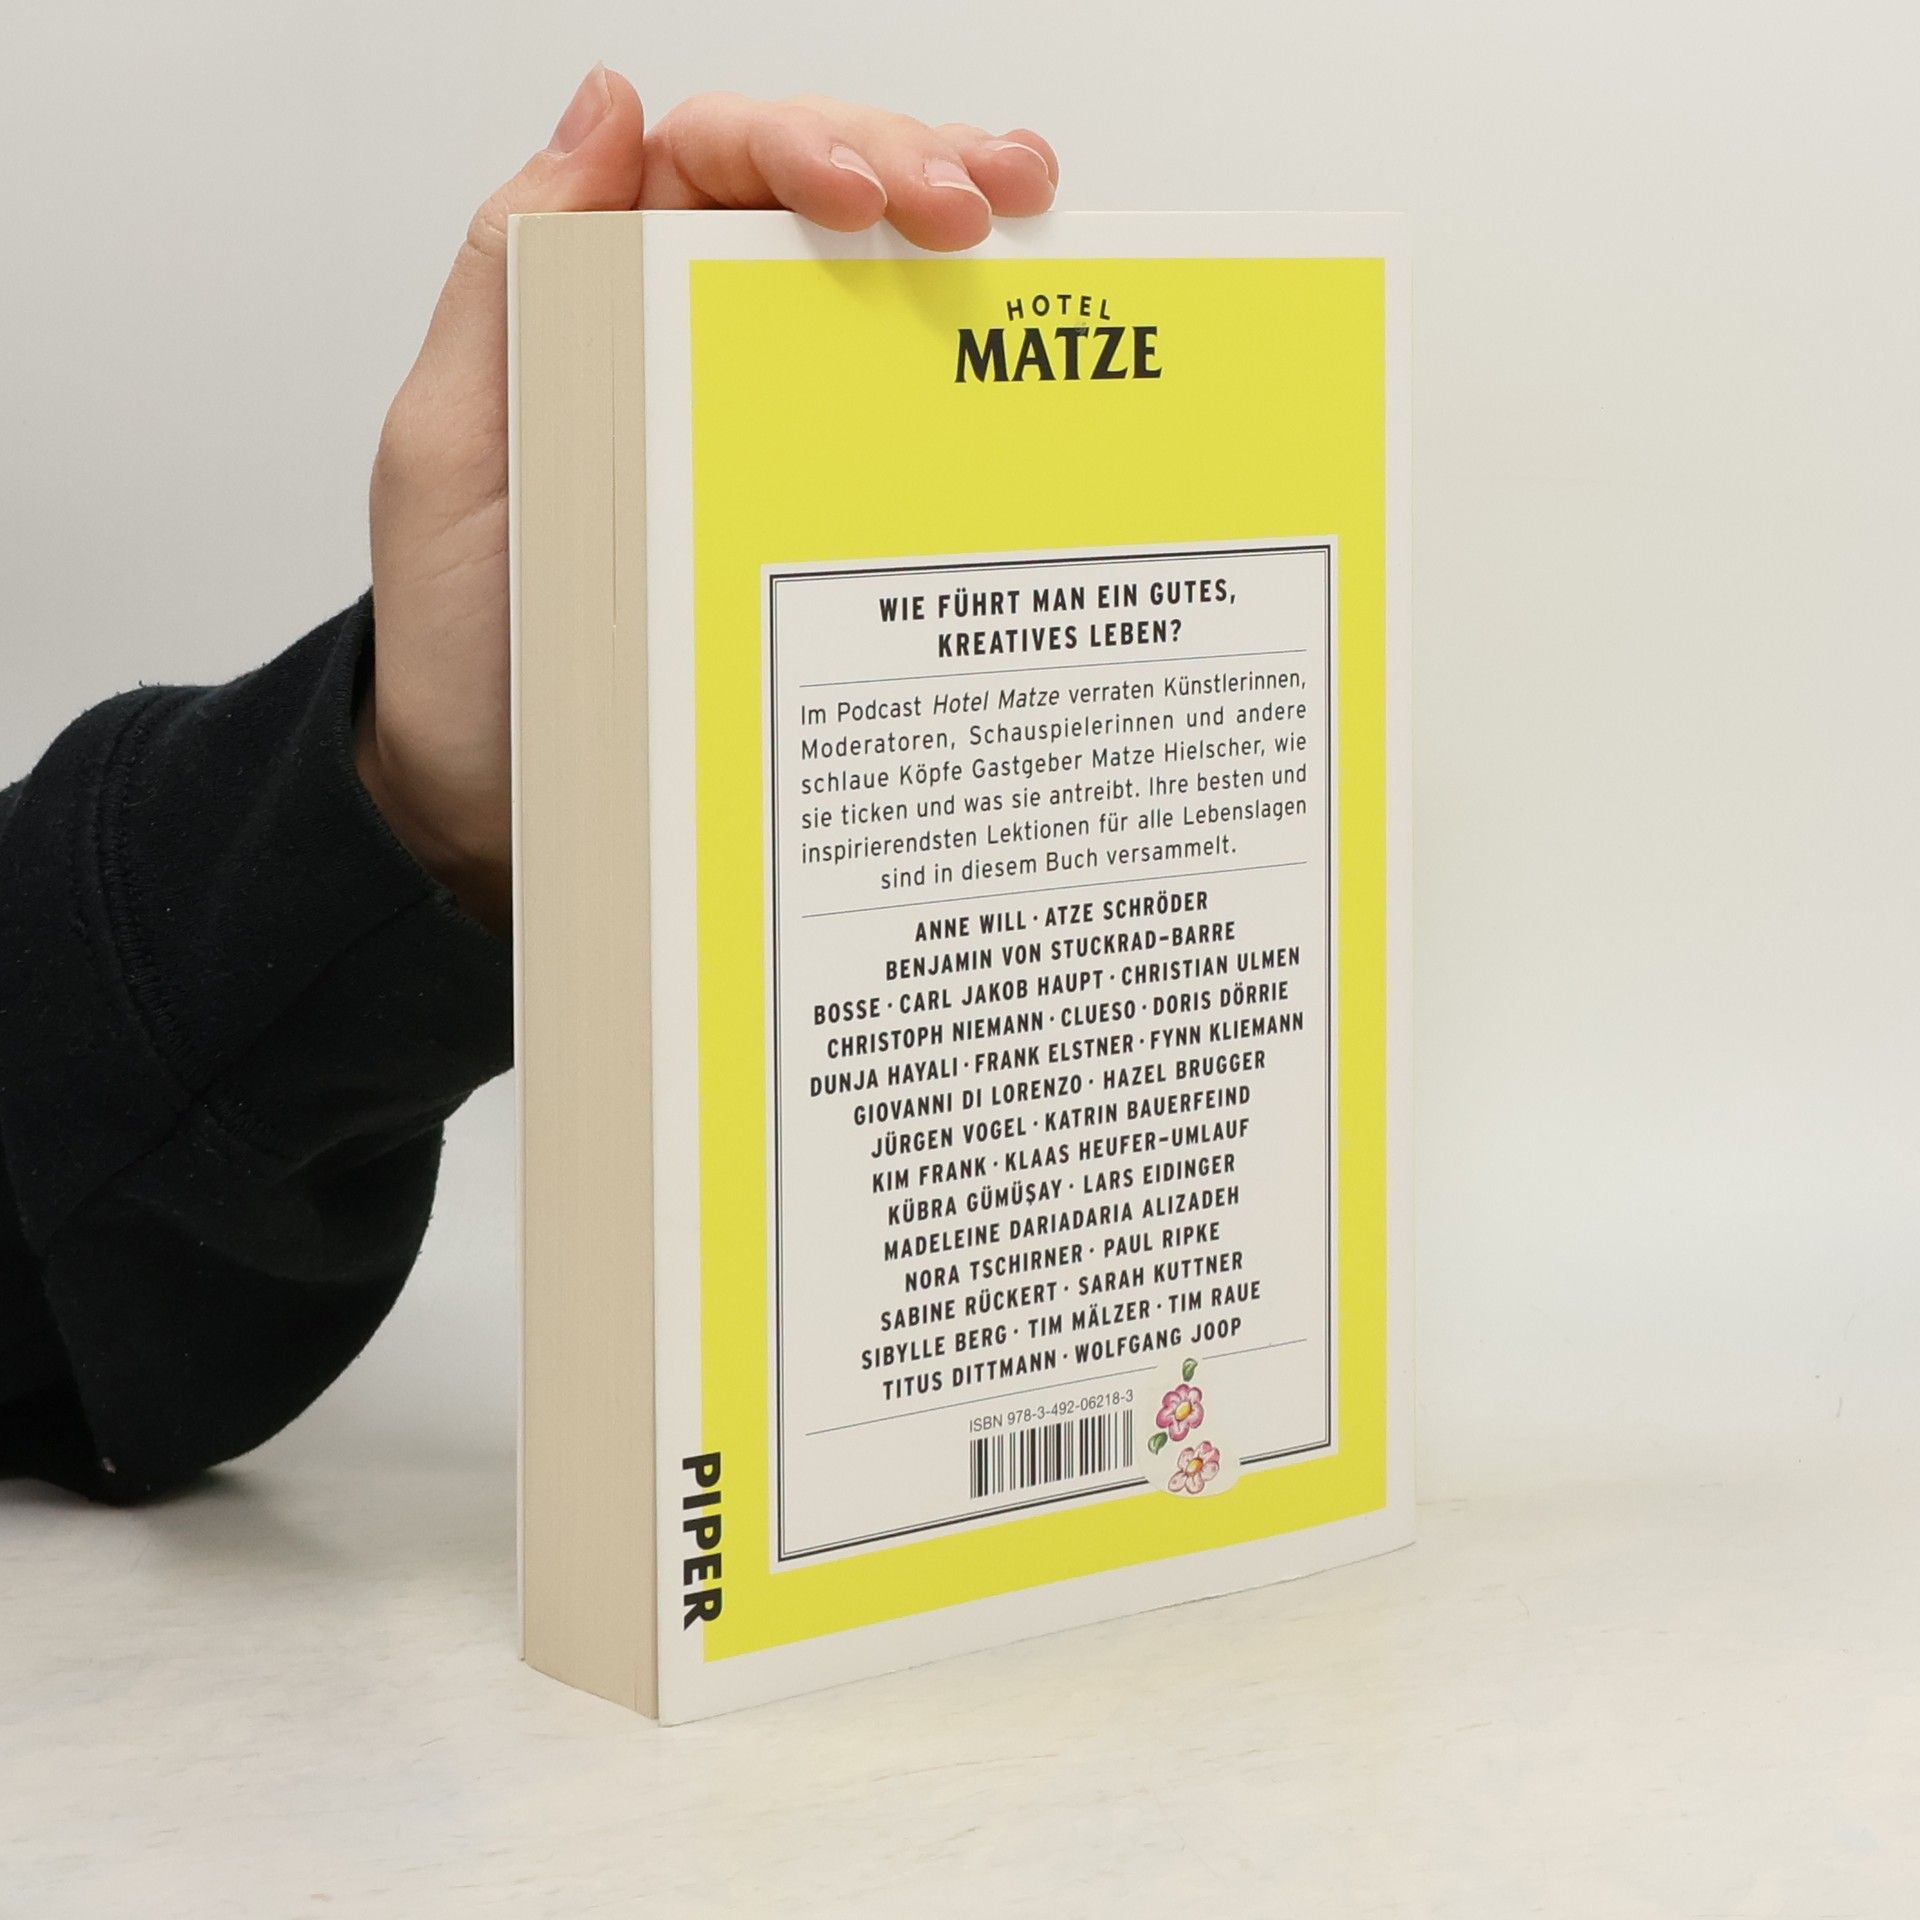 HOTEL
MATZE
WIE FÜHRT MAN EIN GUTES,
KREATIVES LEBEN?
Im Podcast Hotel Matze verraten Künstlerinnen,
Moderatoren, Schauspielerinnen und andere
schlaue Köpfe Gastgeber Matze Hielscher, wie
sie ticken und was sie antreibt. Ihre besten und
inspirierendsten Lektionen für alle Lebenslagen
sind in diesem Buch versammelt.
ANNE WILL · ATZE SCHRÖDER
BENJAMIN VON STUCKRAD-BARRE
BOSSE · CARL JAKOB HAUPT · CHRISTIAN ULMEN
CHRISTOPH NIEMANN · CLUESO · DORIS DÖRRIE
DUNJA HAYALI · FRANK ELSTNER · FYNN KLIEMANN
GIOVANNI DI LORENZO · HAZEL BRUGGER
JÜRGEN VOGEL · KATRIN BAUERFEIND
KIM FRANK · KLAAS HEUFER-UMLAUF
KÜBRA GÜMÜŞAY · LARS EIDINGER
MADELEINE DARIADARIA ALIZADEH
NORA TSCHIRNER · PAUL RIPKE
SABINE RÜCKERT · SARAH KUTTNER
SIBYLLE BERG · TIM MÄLZER · TIM RAUE
TITUS DITTMANN · WOLFGANG JOOP
ISBN 978-3-492-06218-3
PIPER